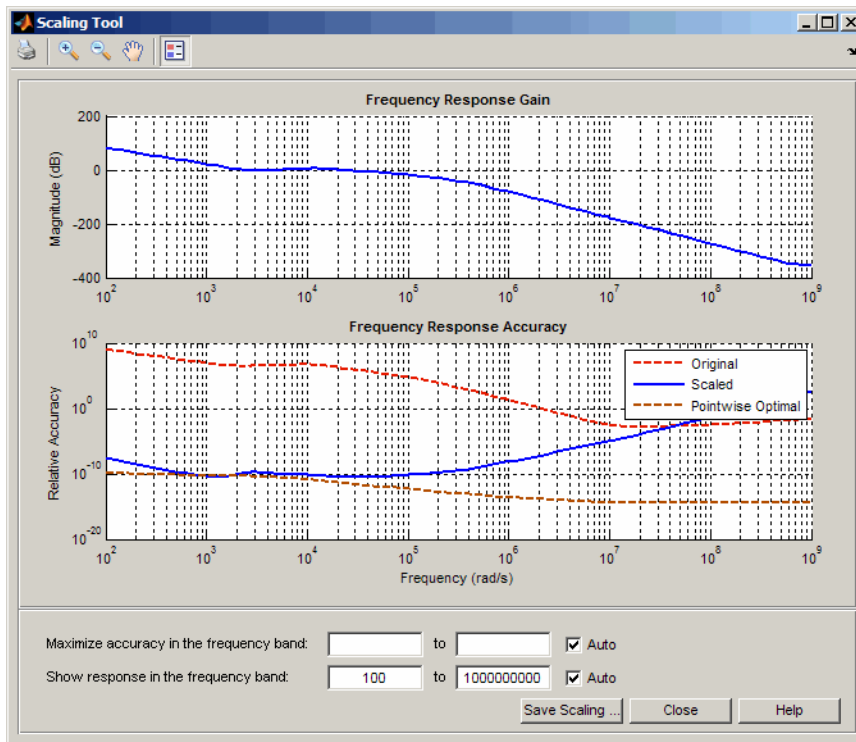 Scaling Tool
Frequency Response Gain
Magnitude (dB)
200
0
-200
-400
10^2 10^3 10^4 10^5 10^6 10^7 10^8 10^9
Frequency Response Accuracy
Relative Accuracy
10^10
10^0
10^-10
10^-20
Original
Scaled
Pointwise Optimal
10^2 10^3 10^4 10^5 10^6 10^7 10^8 10^9
Frequency (rad/s)
Maximize accuracy in the frequency band: to Auto
Show response in the frequency band: 100 to 1000000000 Auto
Save Scaling ... Close Help